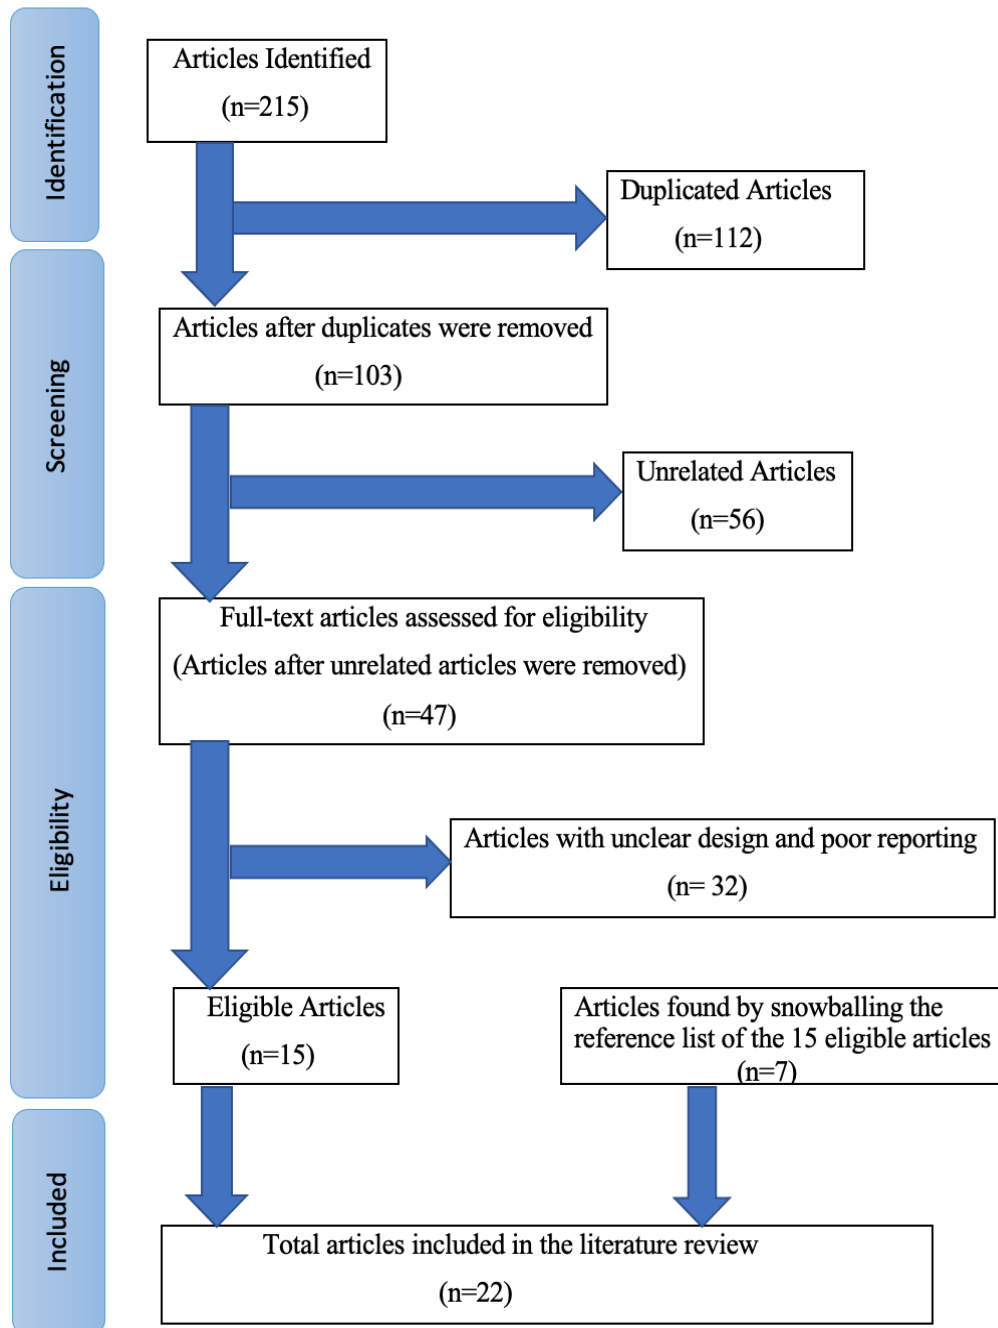 Identification
Articles Identified
(n=215)
Duplicated Articles
(n=112)
Screening
Articles after duplicates were removed
(n=103)
Unrelated Articles
(n=56)
Eligibility
Full-text articles assessed for eligibility
(Articles after unrelated articles were removed)
(n=47)
Articles with unclear design and poor reporting
(n= 32)
Eligible Articles
(n=15)
Articles found by snowballing the
reference list of the 15 eligible articles
(n=7)
Included
Total articles included in the literature review
(n=22)